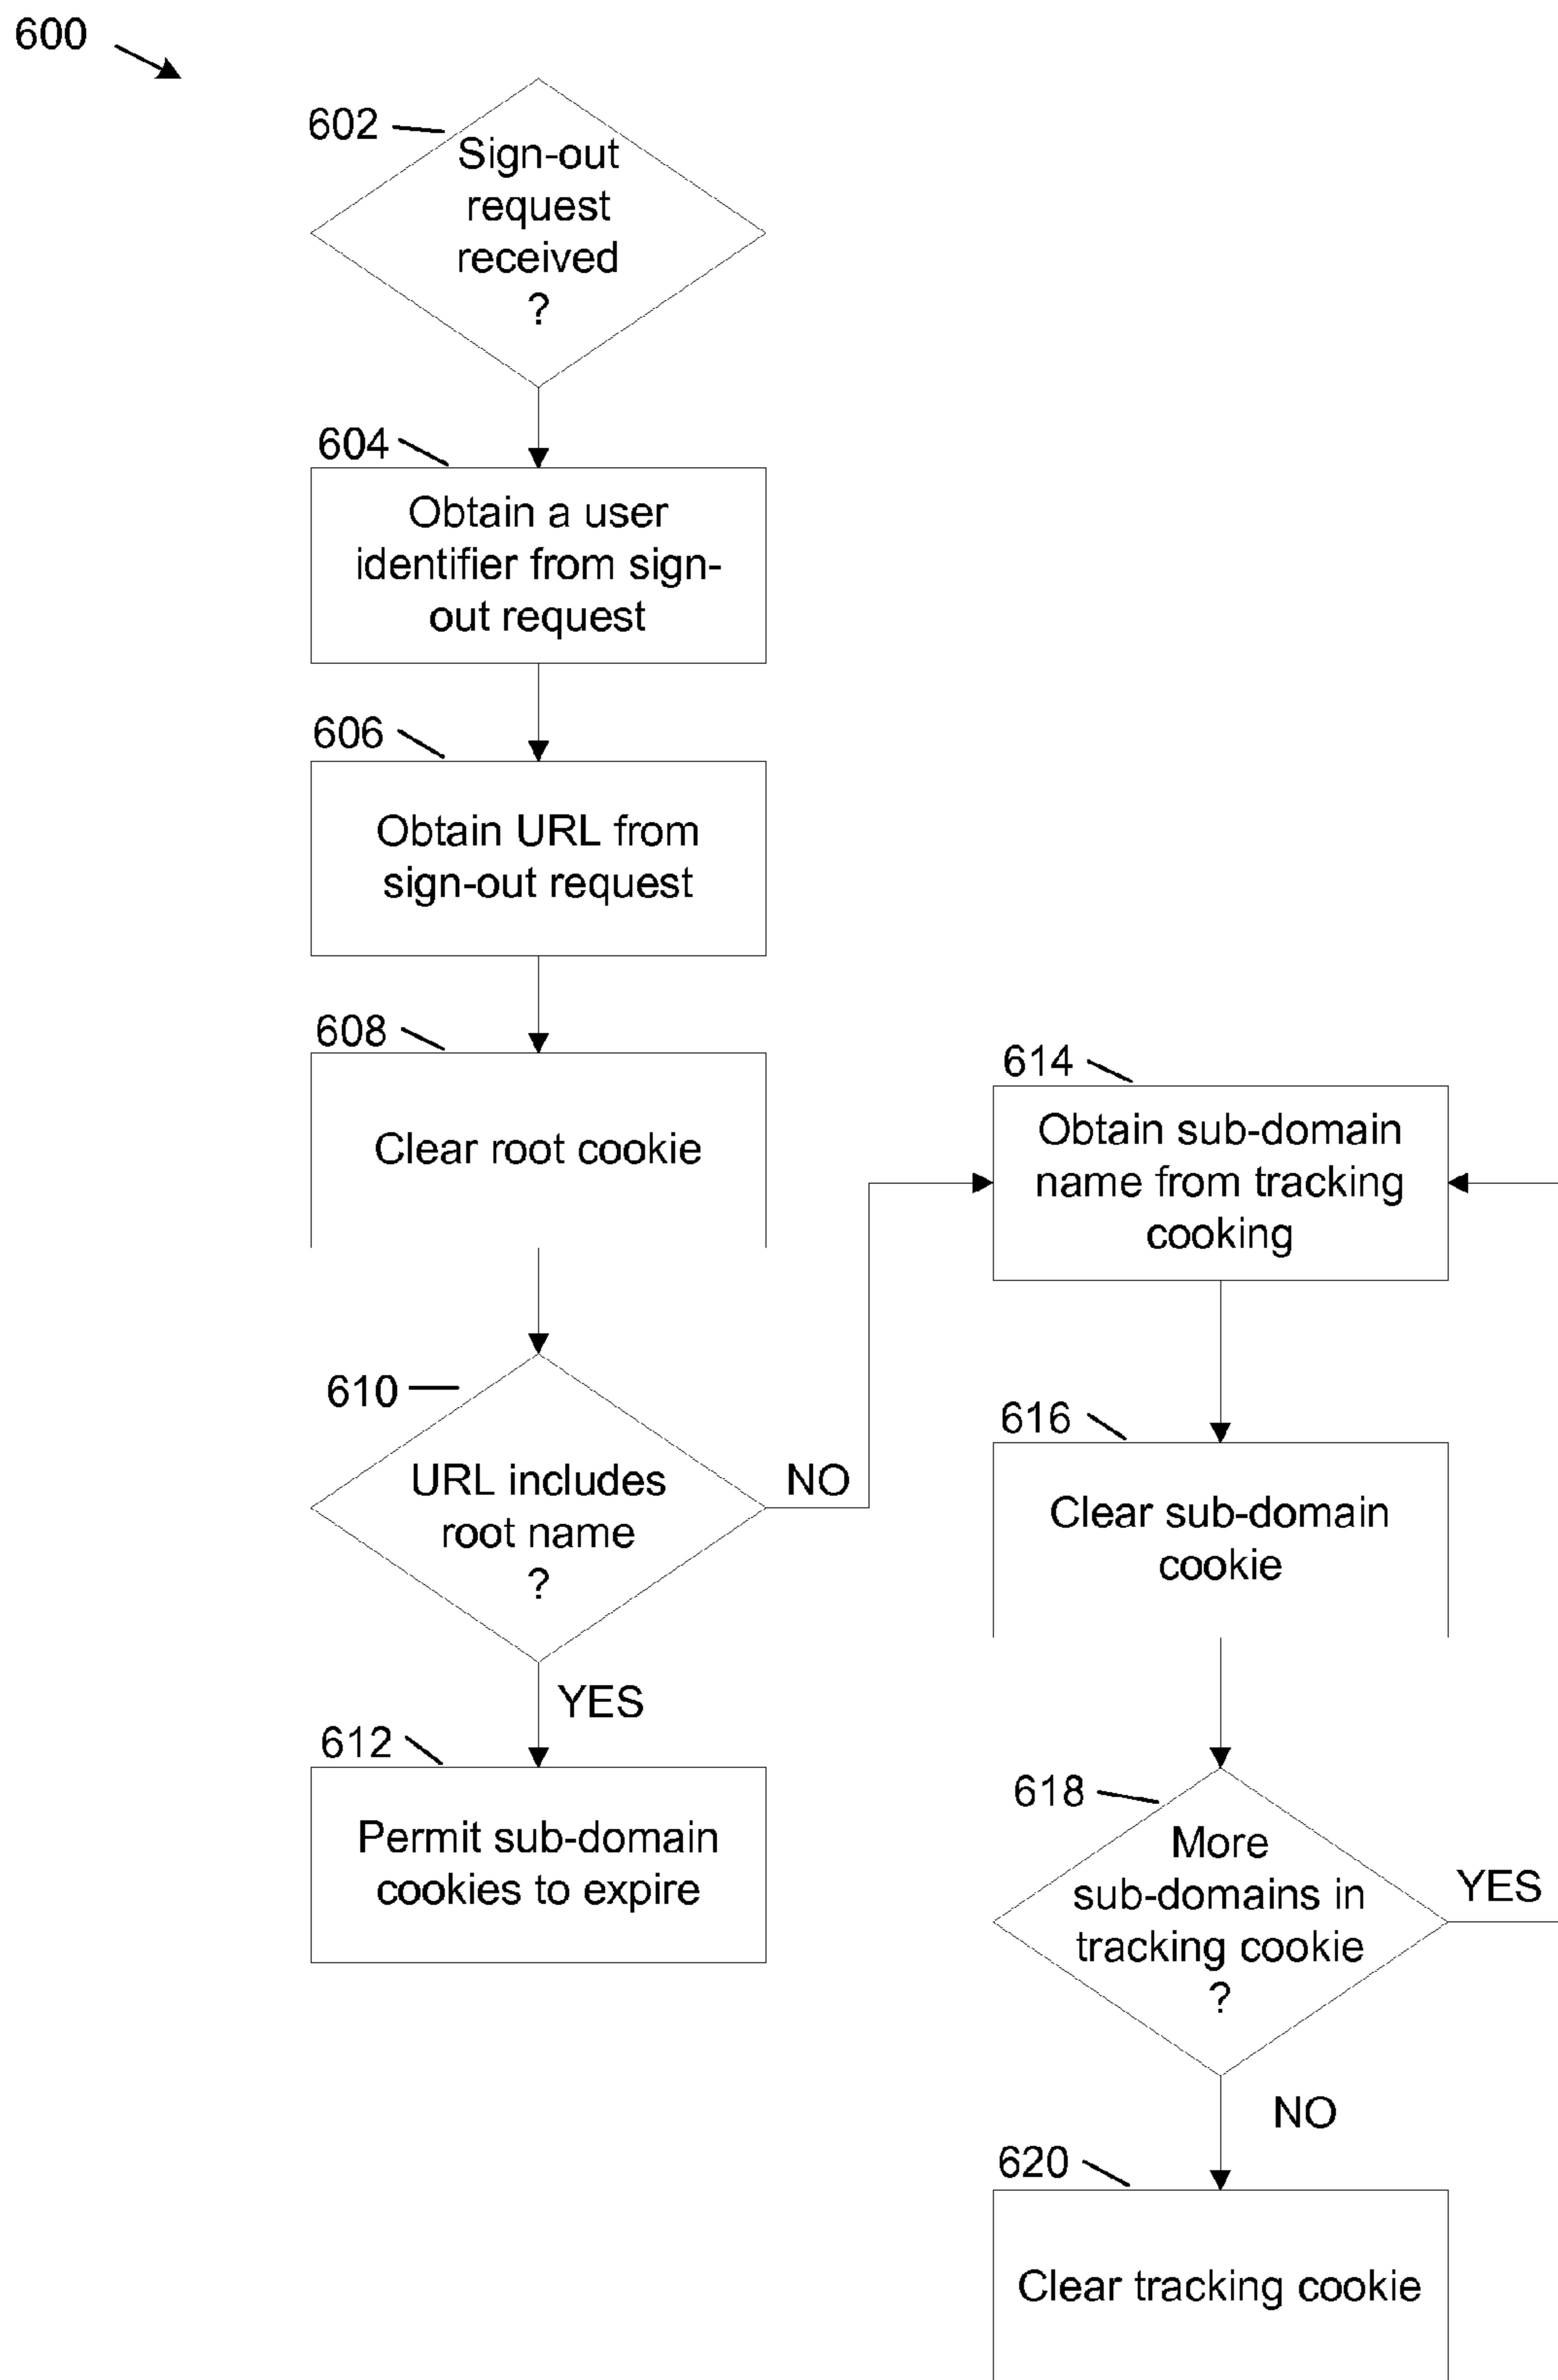 600
602
Sign-out
request
received
?
604
Obtain a user
identifier from sign-
out request
606
Obtain URL from
sign-out request
608
Clear root cookie
610
URL includes
root name
?
NO
YES
612
Permit sub-domain
cookies to expire
614
Obtain sub-domain
name from tracking
cooking
616
Clear sub-domain
cookie
618
More
sub-domains in
tracking cookie
?
YES
NO
620
Clear tracking cookie